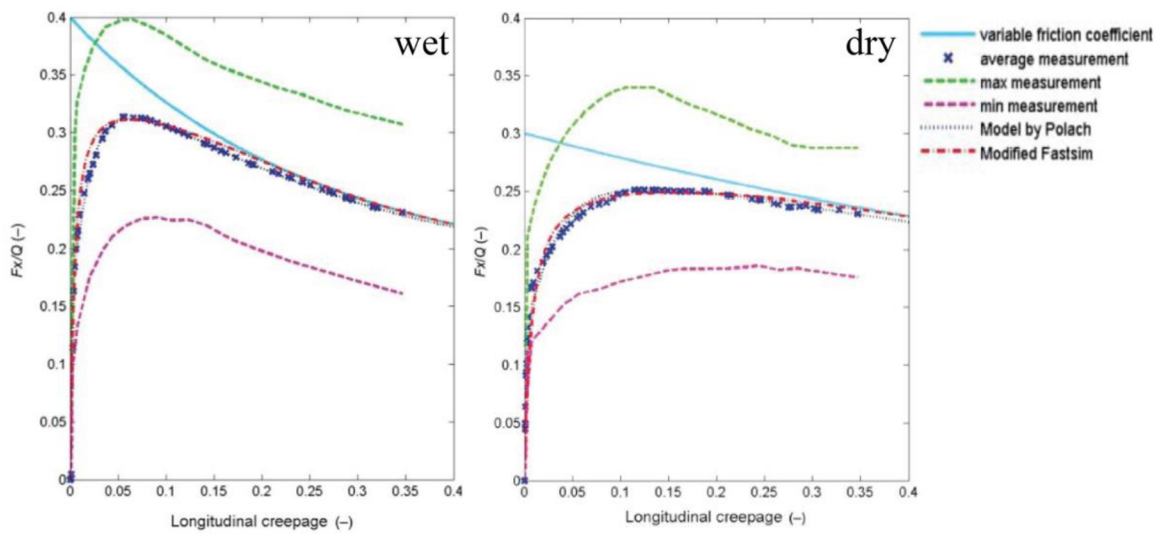 wet
0.4
0.35
0.3
0.25
0.2
0.15
0.1
0.05
0
Fx/Q (–)
0 0.05 0.1 0.15 0.2 0.25 0.3 0.35 0.4
Longitudinal creepage (–)
dry
0.4
0.35
0.3
0.25
0.2
0.15
0.1
0.05
0
Fx/Q (–)
0 0.05 0.1 0.15 0.2 0.25 0.3 0.35 0.4
Longitudinal creepage (–)
variable friction coefficient
average measurement
max measurement
min measurement
Model by Polach
Modified Fastsim